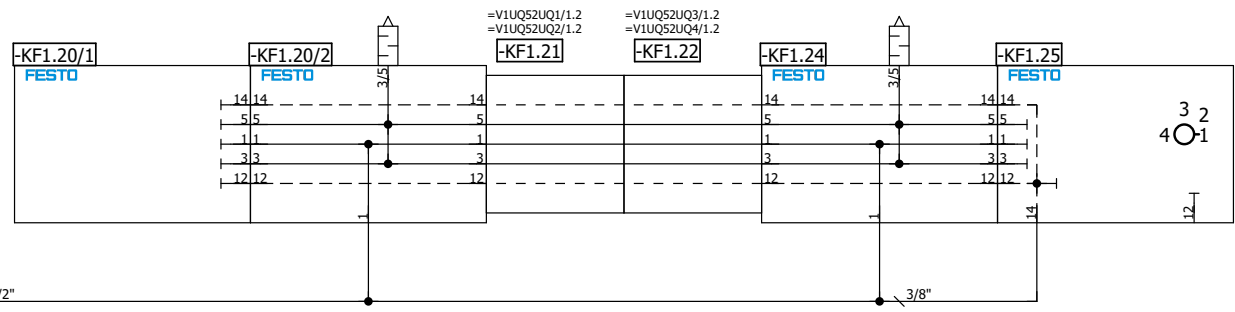 =V1UQ52UQ1/1.2 =V1UQ52UQ3/1.2
=V1UQ52UQ2/1.2 =V1UQ52UQ4/1.2
-KF1.20/1 -KF1.20/2 -KF1.21 -KF1.22 -KF1.24 -KF1.25
FESTO FESTO FESTO FESTO
3/5 3/5
14 14 14 14 14 14
5 5 5 5 5 5
1 1 1 1 1 1
3 3 3 3 3 3
12 12 12 12 12 12
3 2
4 1
1 1 14 12
/2" 3/8"